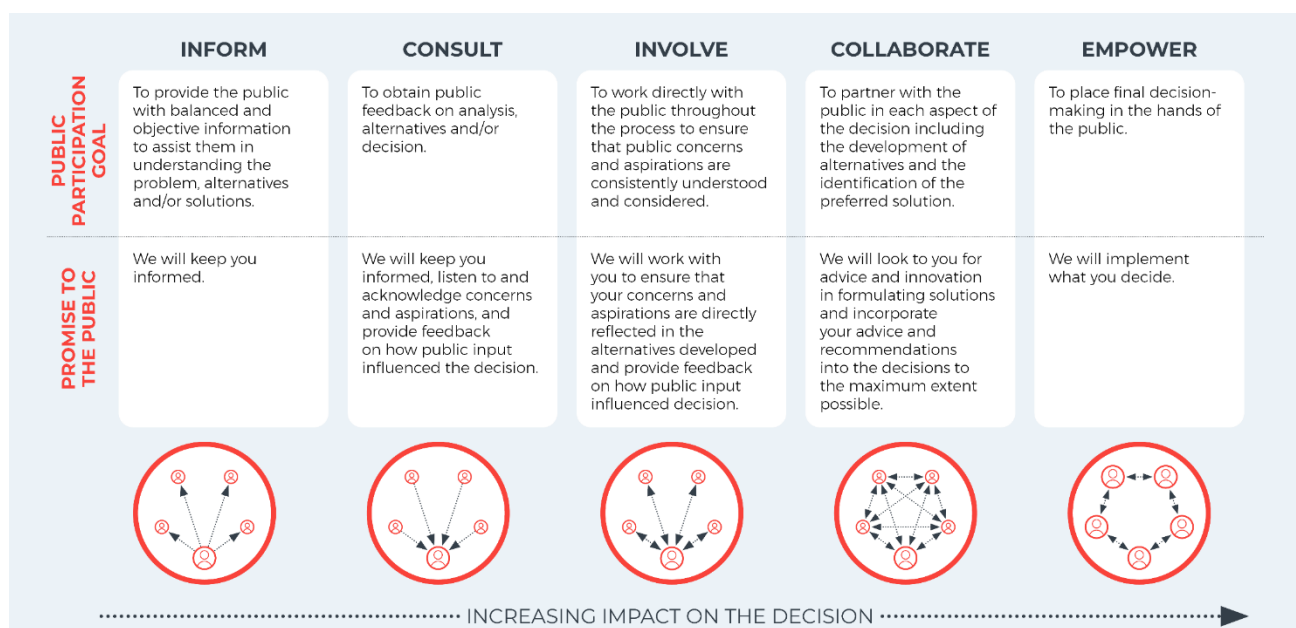 INFORM
CONSULT
INVOLVE
COLLABORATE
EMPOWER
PUBLIC
PARTICIPATION
GOAL
To provide the public
with balanced and
objective information
to assist them in
understanding the
problem, alternatives
and/or solutions.
To obtain public
feedback on analysis,
alternatives and/or
decision.
To work directly with
the public throughout
the process to ensure
that public concerns
and aspirations are
consistently understood
and considered.
To partner with the
public in each aspect of
the decision including
the development of
alternatives and the
identification of the
preferred solution.
To place final decision-
making in the hands of
the public.
PROMISE TO
THE PUBLIC
We will keep you
informed.
We will keep you
informed, listen to and
acknowledge concerns
and aspirations, and
provide feedback
on how public input
influenced the decision.
We will work with
you to ensure that
your concerns and
aspirations are directly
reflected in the
alternatives developed
and provide feedback
on how public input
influenced decision.
We will look to you for
advice and innovation
in formulating solutions
and incorporate
your advice and
recommendations
into the decisions to
the maximum extent
possible.
We will implement
what you decide.
INCREASING IMPACT ON THE DECISION